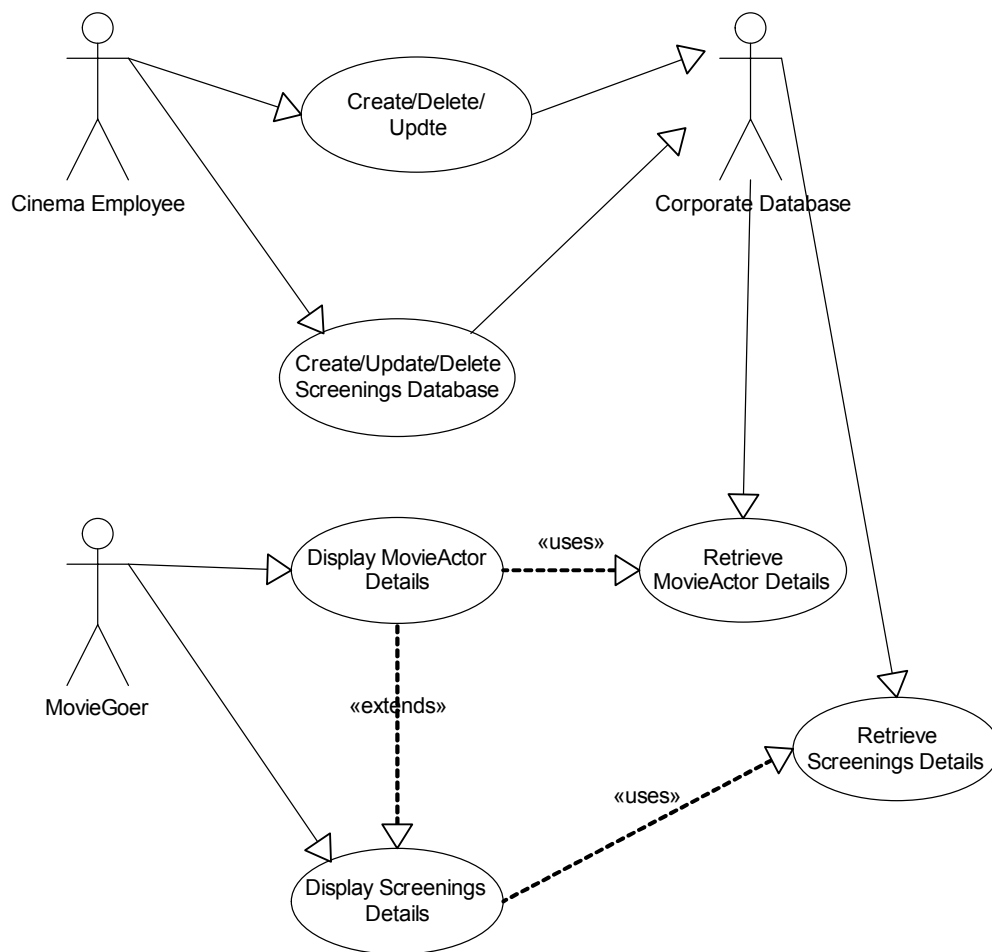 Create/Delete/
Updte
Cinema Employee
Corporate Database
Create/Update/Delete
Screenings Database
Display MovieActor
Details
«uses»
Retrieve
MovieActor Details
MovieGoer
«extends»
Retrieve
Screenings Details
«uses»
Display Screenings
Details